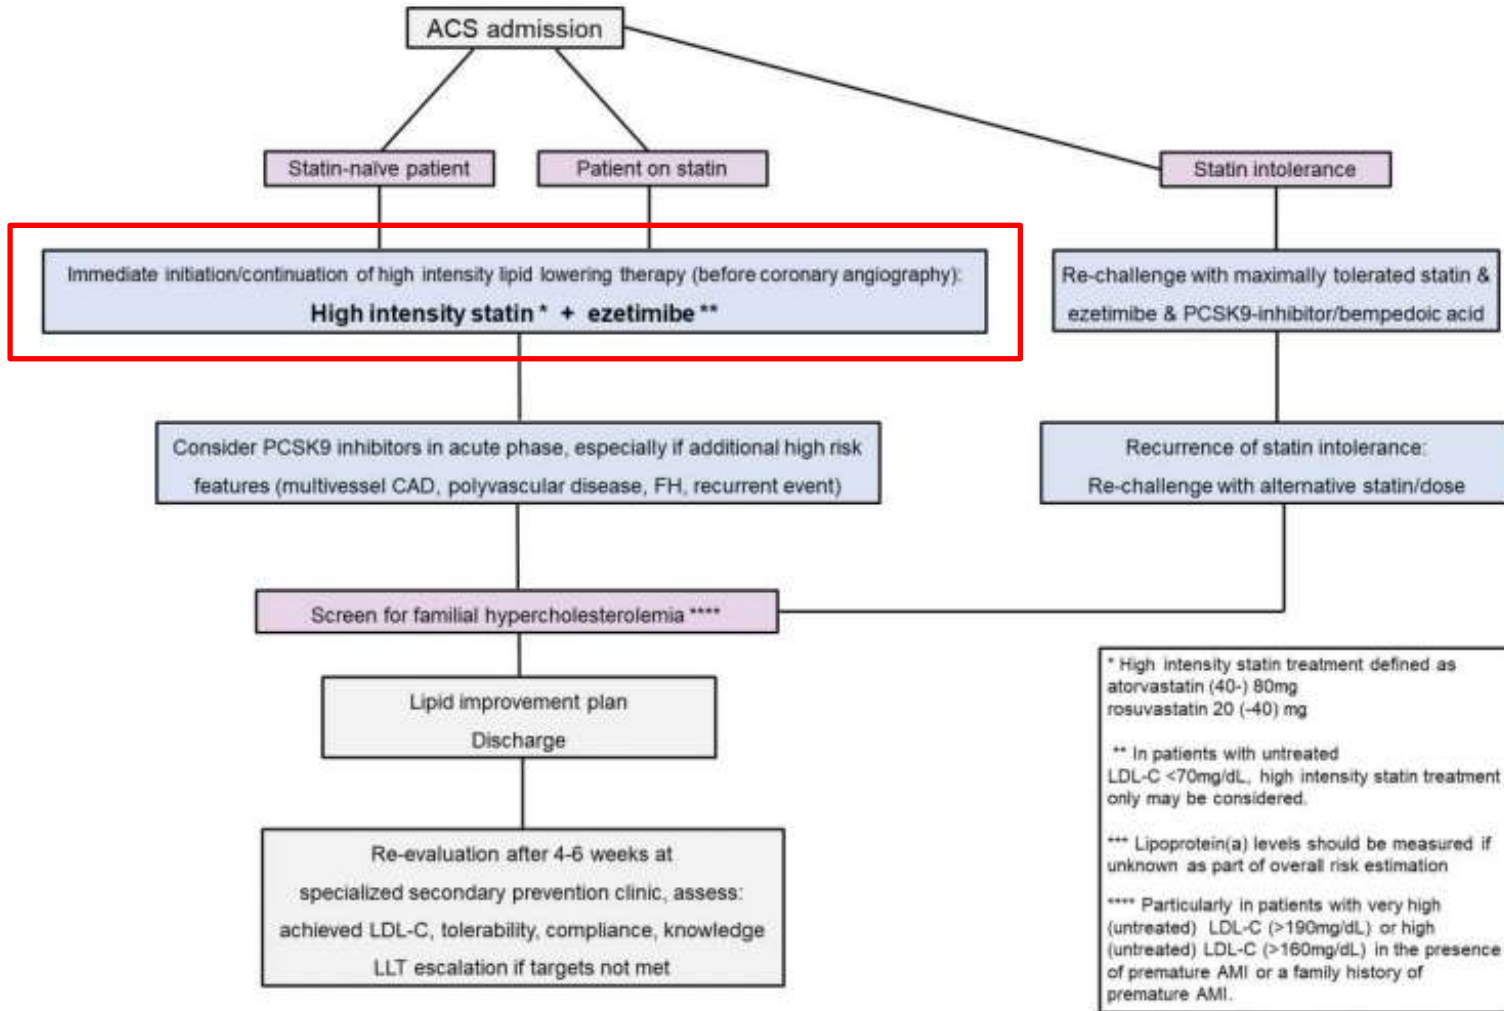 ACS admission
Statin-naïve patient
Patient on statin
Statin intolerance
Immediate initiation/continuation of high intensity lipid lowering therapy (before coronary angiography):
High intensity statin * + ezetimibe **
Re-challenge with maximally tolerated statin &
ezetimibe & PCSK9-inhibitor/bempedoic acid
Consider PCSK9 inhibitors in acute phase, especially if additional high risk
features (multivessel CAD, polyvascular disease, FH, recurrent event)
Recurrence of statin intolerance:
Re-challenge with alternative statin/dose
Screen for familial hypercholesterolemia ****
Lipid improvement plan
Discharge
Re-evaluation after 4-6 weeks at
specialized secondary prevention clinic, assess:
achieved LDL-C, tolerability, compliance, knowledge
LLT escalation if targets not met
* High intensity statin treatment defined as
atorvastatin (40-) 80mg
rosuvastatin 20 (-40) mg
** In patients with untreated
LDL-C <70mg/dL, high intensity statin treatment
only may be considered.
*** Lipoprotein(a) levels should be measured if
unknown as part of overall risk estimation
**** Particularly in patients with very high
(untreated) LDL-C (>190mg/dL) or high
(untreated) LDL-C (>160mg/dL) in the presence
of premature AMI or a family history of
premature AMI.